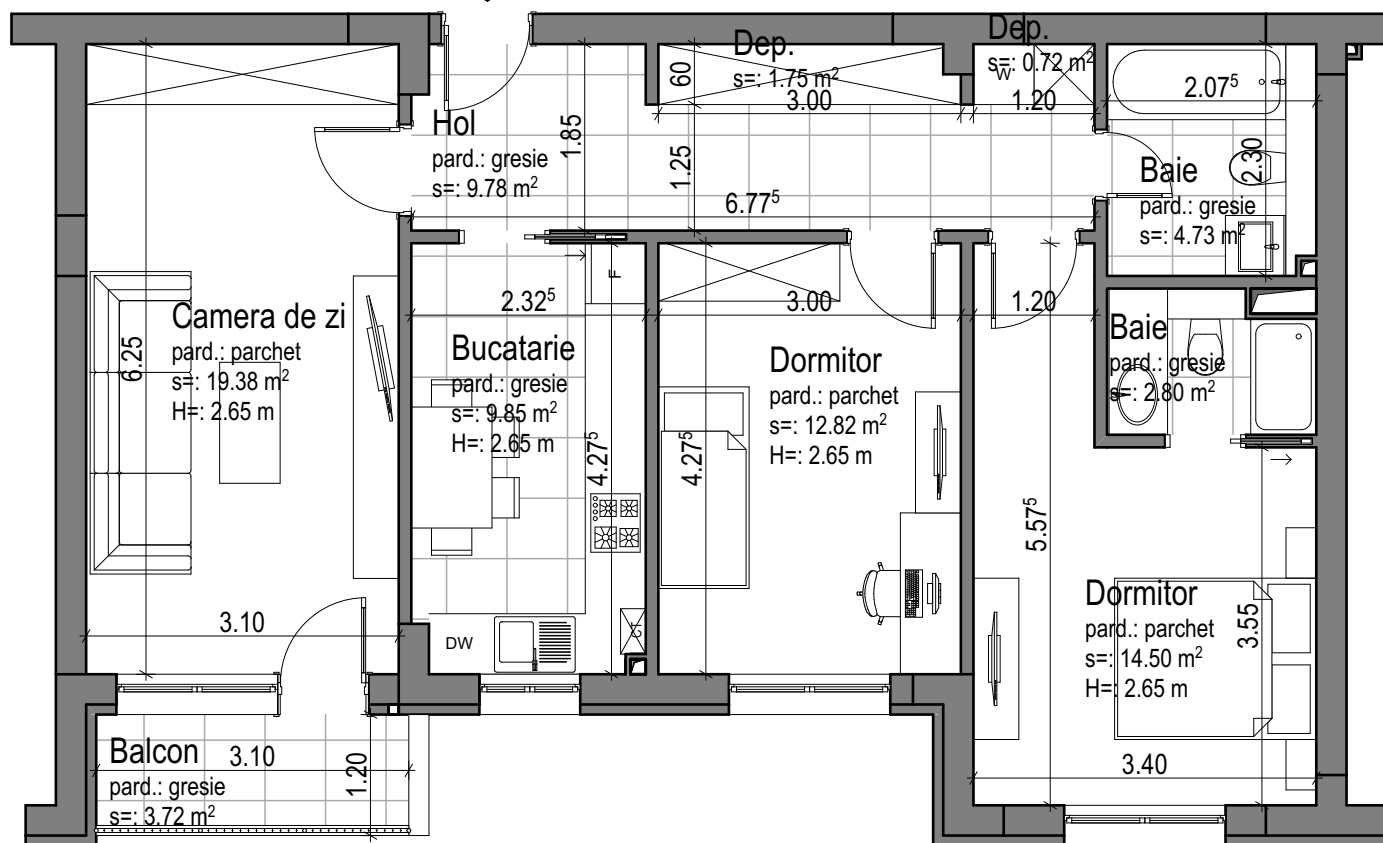 Dep.
s=: 1.75 m²
3.00
60
Dep.
s=: 0.72 m²
W
1.20
2.07⁵
Hol
pard.: gresie
s=: 9.78 m²
1.85
1.25
6.77⁵
Baie
pard.: gresie
s=: 4.73 m²
2.30
Camera de zi
pard.: parchet
s=: 19.38 m²
H=: 2.65 m
6.25
3.10
F
2.32⁵
Bucatarie
pard.: gresie
s=: 9.85 m²
H=: 2.65 m
4.27⁵
DW
3.00
Dormitor
pard.: parchet
s=: 12.82 m²
H=: 2.65 m
4.27⁵
1.20
Baie
pard.: gresie
s=: 2.80 m²
5.57⁵
Dormitor
pard.: parchet
s=: 14.50 m²
H=: 2.65 m
3.55
3.40
Balcon
pard.: gresie
s=: 3.72 m²
3.10
1.20